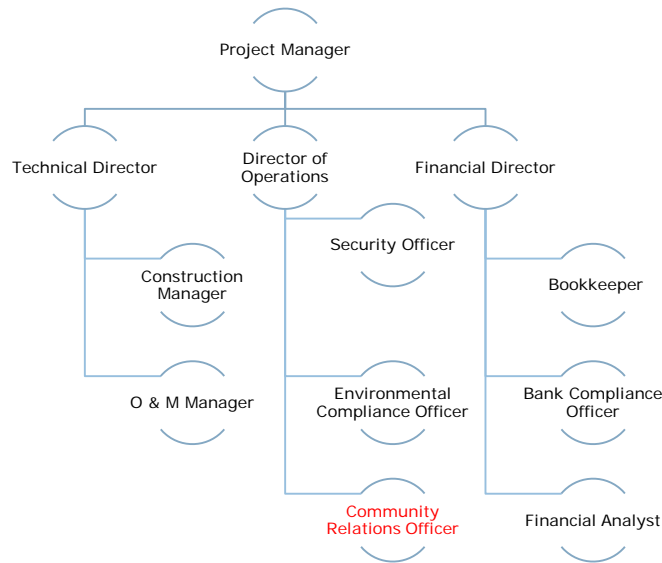 Project Manager
Technical Director
Director of
Operations
Financial Director
Construction
Manager
O & M Manager
Security Officer
Environmental
Compliance Officer
Community
Relations Officer
Bookkeeper
Bank Compliance
Officer
Financial Analyst